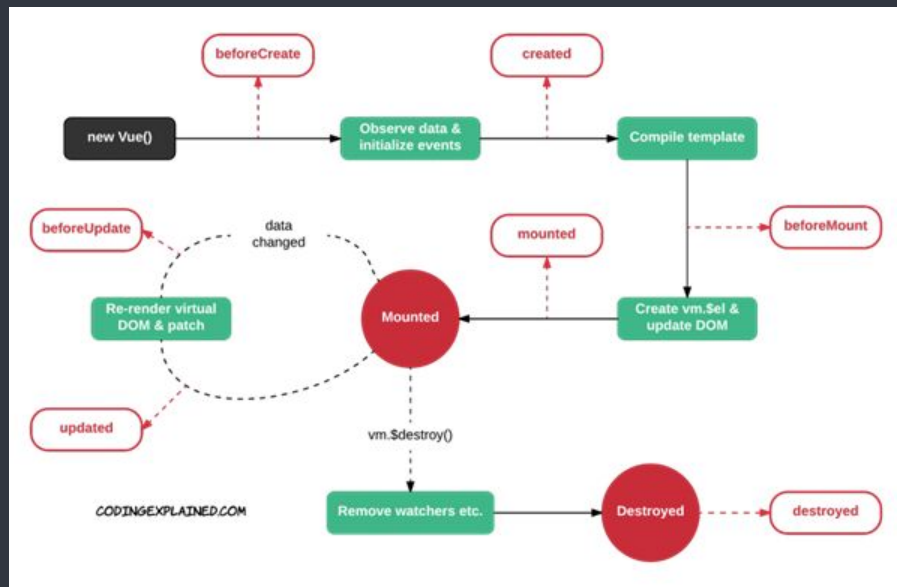 beforeCreate
created
new Vue()
Observe data &
initialize events
Compile template
beforeUpdate
data
changed
mounted
beforeMount
Re-render virtual
DOM & patch
Mounted
Create vm.$el &
update DOM
updated
vm.$destroy()
CODINGEXPLAINED.COM
Remove watchers etc.
Destroyed
destroyed